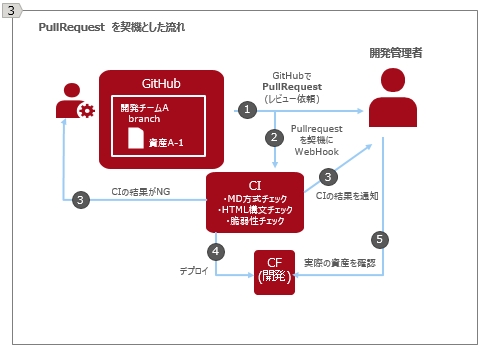 3
PullRequest を契機とした流れ
開発管理者
GitHub
開発チームA
branch
資産A-1
1
GitHubで
PullRequest
(レビュー依頼)
2
Pullrequest
を契機に
WebHook
CI
・MD方式チェック
・HTML構文チェック
・脆弱性チェック
3
CIの結果がNG
3
CIの結果を通知
4
デプロイ
CF
(開発)
5
実際の資産を確認